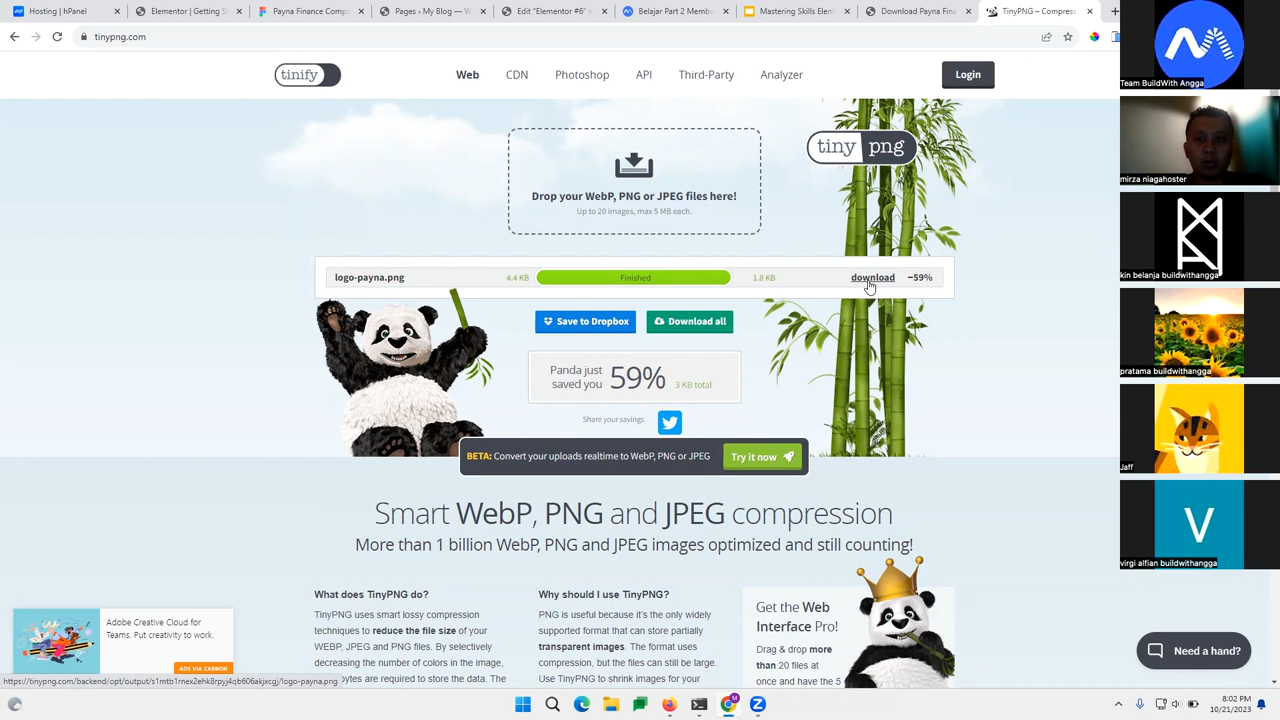 Hosting | hPanel
Elementor | Getting S
Payna Finance Comp
Pages ‹ My Blog — W
Edit "Elementor #6" v
Belajar Part 2 Memb
Mastering Skills Elem
Download Payna Fin
TinyPNG – Compress
tinypng.com
tinify
Web
CDN
Photoshop
API
Third-Party
Analyzer
Login
Drop your WebP, PNG or JPEG files here!
Up to 20 images, max 5 MB each.
tiny png
logo-payna.png
4.4 KB
Finished
1.8 KB
download
−59%
Save to Dropbox
Download all
Panda just
saved you
59%
3 KB total
Share your savings
BETA: Convert your uploads realtime to WebP, PNG or JPEG
Try it now
Smart WebP, PNG and JPEG compression
More than 1 billion WebP, PNG and JPEG images optimized and still counting!
What does TinyPNG do?
TinyPNG uses smart lossy compression
techniques to reduce the file size of your
WEBP, JPEG and PNG files. By selectively
decreasing the number of colors in the image,
bytes are required to store the data. The
Why should I use TinyPNG?
PNG is useful because it's the only widely
supported format that can store partially
transparent images. The format uses
compression, but the files can still be large.
Use TinyPNG to shrink images for your
Get the Web
Interface Pro!
Drag & drop more
than 20 files at
once and have the 5
Adobe Creative Cloud for
Teams. Put creativity to work.
ADS VIA CARBON
Need a hand?
Team BuildWith Angga
mirza niagahoster
kin belanja buildwithangga
pratama buildwithangga
Jaff
V
virgi alfian buildwithangga
8:02 PM
10/21/2023